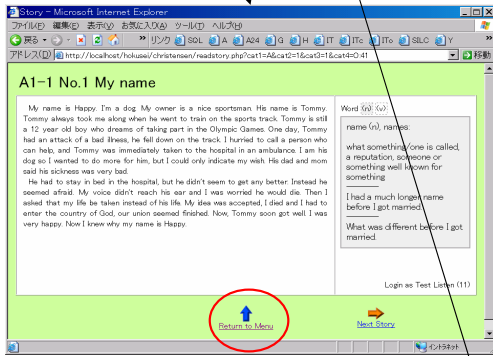 Story - Microsoft Internet Explorer
ファイル(F) 編集(E) 表示(V) お気に入り(A) ツール(T) ヘルプ(H)
戻る » リンク SQL A A24 G H IT ITc ITo SILC Y »
アドレス(D) http://localhost/hokusei/christensen/readstory.php?cat1=A&cat2=1&cat3=1&cat4=0:41 移動
A1-1 No.1 My name
My name is Happy. I'm a dog. My owner is a nice sportsman. His name is Tommy.
Tommy always took me along when he went to train on the sports track. Tommy is still
a 12 year old boy who dreams of taking part in the Olympic Games. One day, Tommy
had an attack of a bad illness, he fell down on the track. I hurried to call a person who
can help, and Tommy was immediately taken to the hospital in an ambulance. I am his
dog so I wanted to do more for him, but I could only indicate my wish. His dad and mom
said his sickness was very bad.
He had to stay in bed in the hospital, but he didn't seem to get any better. Instead he
seemed afraid. My voice didn't reach his ear and I was worried he would die. Then I
asked that my life be taken instead of his life. My idea was accepted, I died and I had to
enter the country of God, our union seemed finished. Now, Tommy soon got well. I was
very happy. Now I knew why my name is Happy.
Word (n) (v)
name (n), names:
what something/one is called,
a reputation, someone or
something well known for
something
I had a much longer name
before I got married.
What was different before I got
married.
Login as Test Listen (11)
Return to Menu
Next Story
イントラネット